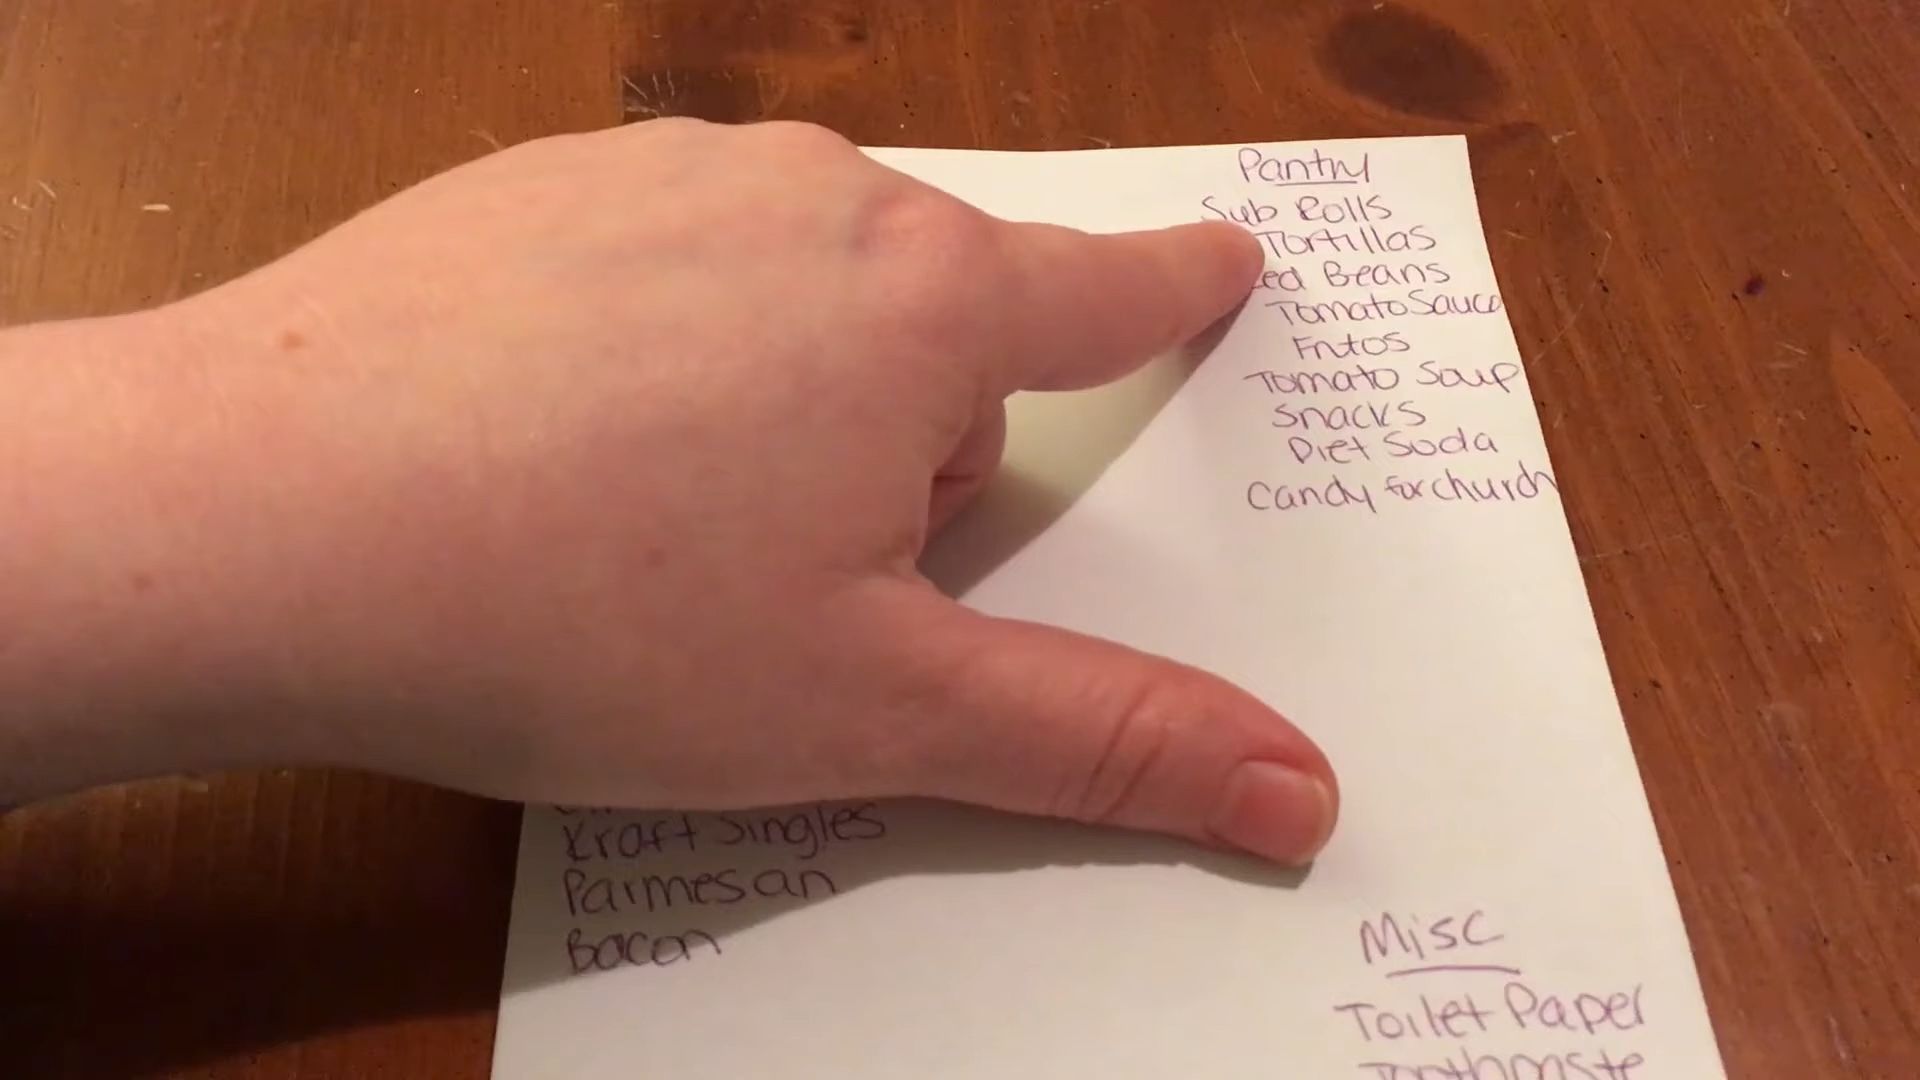 Pantry
Sub Rolls
Tortillas
Beans
Tomato Sauce
Fritos
Tomato Soup
Snacks
Diet Soda
Candy for church
Kraft Singles
Parmesan
Bacon
Misc
Toilet Paper
Toothpaste